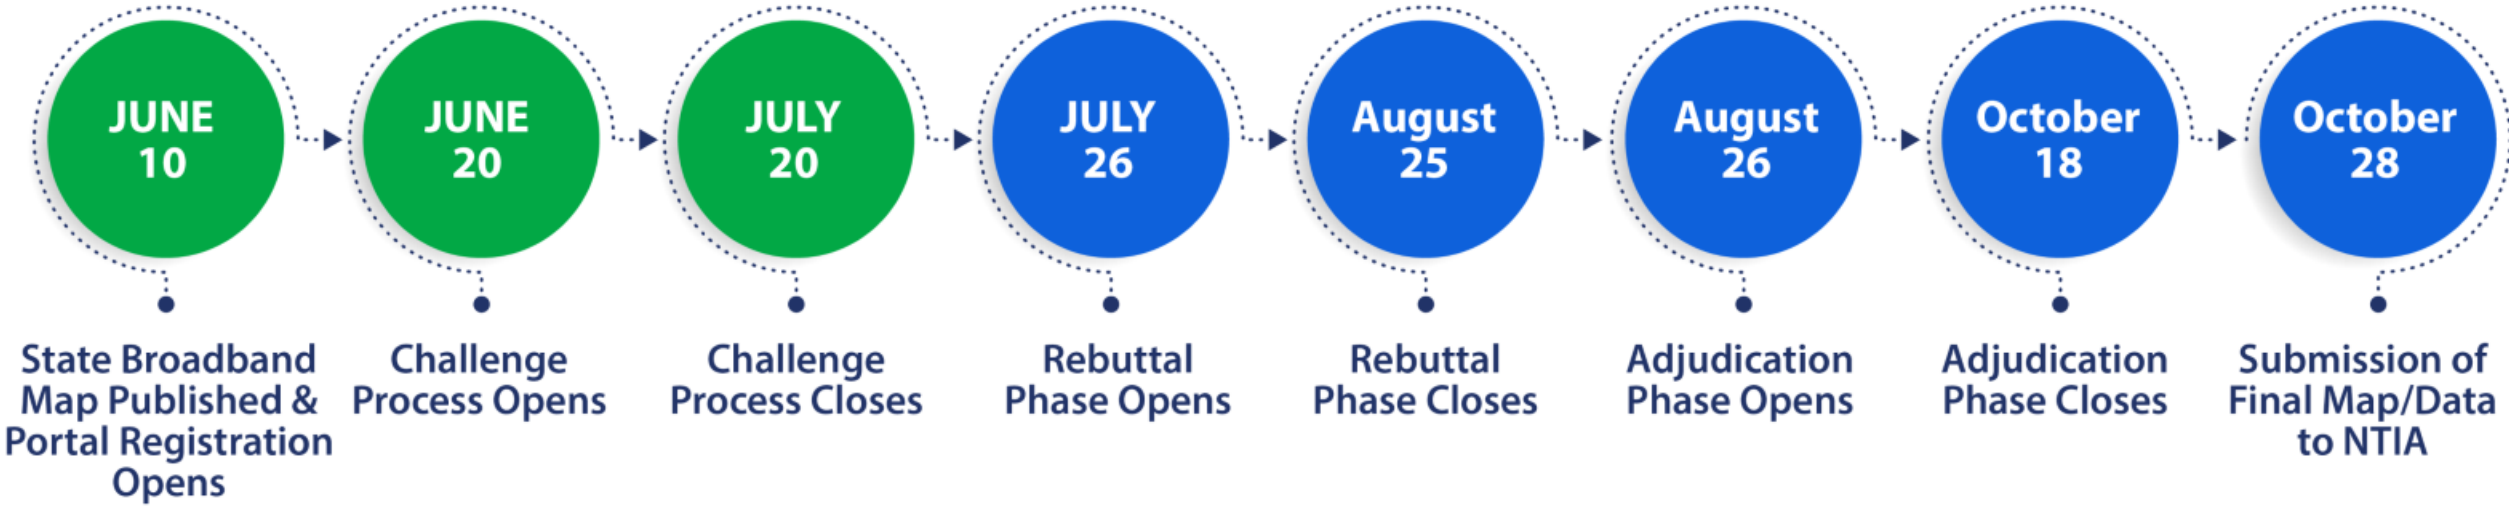 JUNE
10
JUNE
20
JULY
20
JULY
26
August
25
August
26
October
18
October
28
State Broadband
Map Published &
Portal Registration
Opens
Challenge
Process Opens
Challenge
Process Closes
Rebuttal
Phase Opens
Rebuttal
Phase Closes
Adjudication
Phase Opens
Adjudication
Phase Closes
Submission of
Final Map/Data
to NTIA